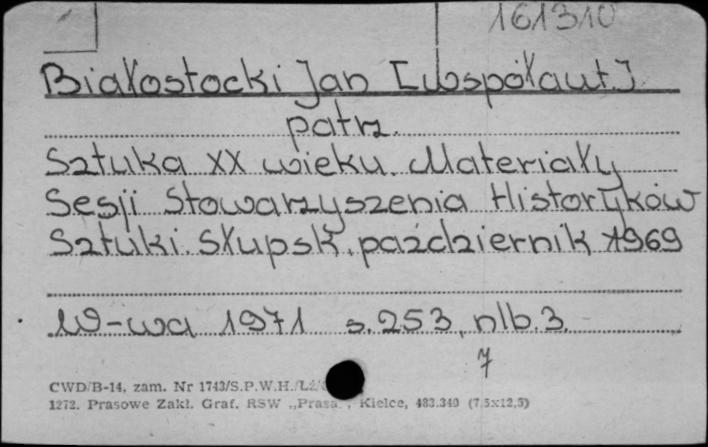 161310
Białostocki Jan [współaut.]
patrz.
Sztuka XX wieku. Materiały
Sesji Stowarzyszenia Historyków
Sztuki. Słupsk, październik 1969
W-wa 1971 s. 253, nlb. 3.
7
CWD/B-14, zam. Nr 1743/S.P.W.H.
1272. Prasowe Zakł. Graf. RSW „Prasa", Kielce, 483.340 (7,5x12,5)